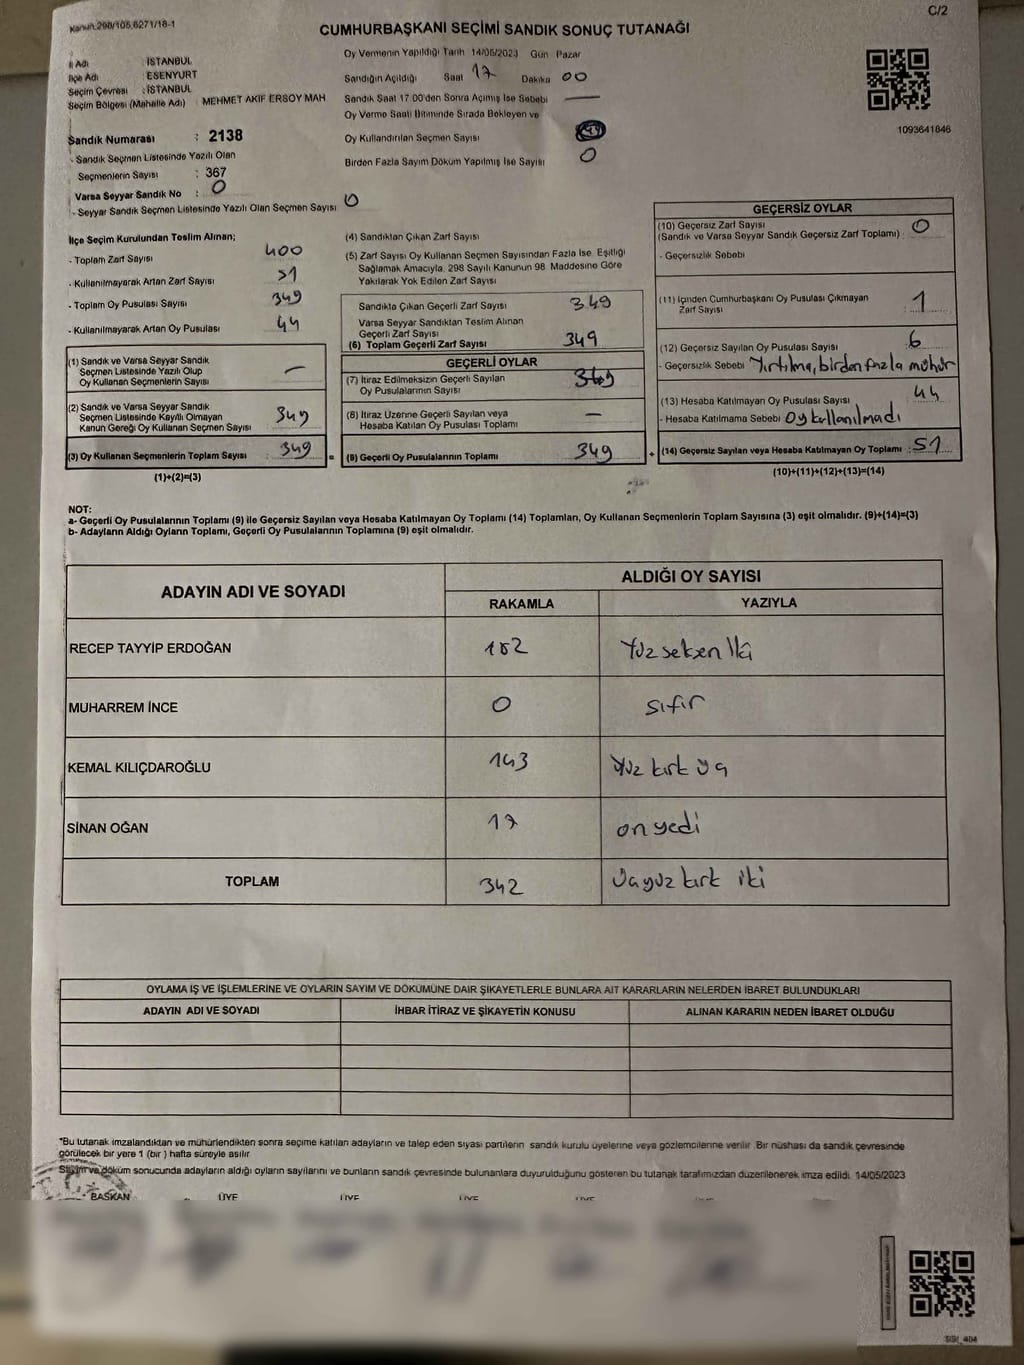 Kanun:298/105,6271/18-1
C/2
CUMHURBAŞKANI SEÇİMİ SANDIK SONUÇ TUTANAĞI
İl Adı : İSTANBUL
İlçe Adı : ESENYURT
Seçim Çevresi : İSTANBUL
Seçim Bölgesi (Mahalle Adı) : MEHMET AKİF ERSOY MAH
Sandık Numarası : 2138
- Sandık Seçmen Listesinde Yazılı Olan
Seçmenlerin Sayısı : 367
Varsa Seyyar Sandık No : 0
- Seyyar Sandık Seçmen Listesinde Yazılı Olan Seçmen Sayısı 0
Oy Vermenin Yapıldığı Tarih 14/05/2023 Gün Pazar
Sandığın Açıldığı Saat 17 Dakika 00
Sandık Saat 17 00'den Sonra Açımış İse Sebebi —
Oy Verme Saati Bitiminde Sırada Bekleyen ve
Oy Kullandırılan Seçmen Sayısı
Birden Fazla Sayım Döküm Yapılmış İse Sayısı 0
1093641846
İlçe Seçim Kurulundan Teslim Alınan;
- Toplam Zarf Sayısı 400
- Kullanılmayarak Artan Zarf Sayısı 51
- Toplam Oy Pusulası Sayısı 349
- Kullanılmayarak Artan Oy Pusulası 44
(1) Sandık ve Varsa Seyyar Sandık
Seçmen Listesinde Yazılı Olup
Oy Kullanan Seçmenlerin Sayısı —
(2) Sandık ve Varsa Seyyar Sandık
Seçmen Listesinde Kayıtlı Olmayan
Kanun Gereği Oy Kullanan Seçmen Sayısı 349
(3) Oy Kullanan Seçmenlerin Toplam Sayısı : 349 =
(1)+(2)=(3)
(4) Sandıktan Çıkan Zarf Sayısı
(5) Zarf Sayısı Oy Kullanan Seçmen Sayısından Fazla İse, Eşitliği
Sağlamak Amacıyla, 298 Sayılı Kanunun 98 Maddesine Göre
Yakılarak Yok Edilen Zarf Sayısı
Sandıkta Çıkan Geçerli Zarf Sayısı 349
Varsa Seyyar Sandıktan Teslim Alınan
Geçerli Zarf Sayısı
(6) Toplam Geçerli Zarf Sayısı 349
GEÇERLİ OYLAR
(7) İtiraz Edilmeksizin Geçerli Sayılan
Oy Pusulalarının Sayısı 349
(8) İtiraz Üzerine Geçerli Sayılan veya
Hesaba Katılan Oy Pusulası Toplamı —
(9) Geçerli Oy Pusulalarının Toplamı 349 +
GEÇERSİZ OYLAR
(10) Geçersiz Zarf Sayısı
(Sandık ve Varsa Seyyar Sandık Geçersiz Zarf Toplamı) : 0
- Geçersizlik Sebebi
(11) İçinden Cumhurbaşkanı Oy Pusulası Çıkmayan
Zarf Sayısı : 1
(12) Geçersiz Sayılan Oy Pusulası Sayısı 6
- Geçersizlik Sebebi Yırtılma, birden fazla mühür
(13) Hesaba Katılmayan Oy Pusulası Sayısı 44
- Hesaba Katılmama Sebebi Oy kullanılmadı
(14) Geçersiz Sayılan veya Hesaba Katılmayan Oy Toplamı : 51
(10)+(11)+(12)+(13)=(14)
NOT:
a- Geçerli Oy Pusulalarının Toplamı (9) ile Geçersiz Sayılan veya Hesaba Katılmayan Oy Toplamı (14) Toplamları, Oy Kullanan Seçmenlerin Toplam Sayısına (3) eşit olmalıdır. (9)+(14)=(3)
b- Adayların Aldığı Oyların Toplamı, Geçerli Oy Pusulalarının Toplamına (9) eşit olmalıdır.
ADAYIN ADI VE SOYADI ALDIĞI OY SAYISI
RAKAMLA YAZIYLA
RECEP TAYYİP ERDOĞAN 182 Yüz seksen iki
MUHARREM İNCE 0 sıfır
KEMAL KILIÇDAROĞLU 143 Yüz kırk üç
SİNAN OĞAN 17 on yedi
TOPLAM 342 Üçyüz kırk iki
OYLAMA İŞ VE İŞLEMLERİNE VE OYLARIN SAYIM VE DÖKÜMÜNE DAİR ŞİKAYETLERLE BUNLARA AİT KARARLARIN NELERDEN İBARET BULUNDUKLARI
ADAYIN ADI VE SOYADI İHBAR İTİRAZ VE ŞİKAYETİN KONUSU ALINAN KARARIN NEDEN İBARET OLDUĞU
*Bu tutanak imzalandıktan ve mühürlendikten sonra seçime katılan adayların ve talep eden siyasi partilerin sandık kurulu üyelerine veya gözlemcilerine verilir. Bir nüshası da sandık çevresinde
görülecek bir yere 1 (bir ) hafta süreyle asılır
Sayım ve döküm sonucunda adayların aldığı oyların sayılarını ve bunların sandık çevresinde bulunanlara duyurulduğunu gösteren bu tutanak tarafımızdan düzenlenerek imza edildi. 14/05/2023
BAŞKAN ÜYE ÜYE ÜYE ÜYE